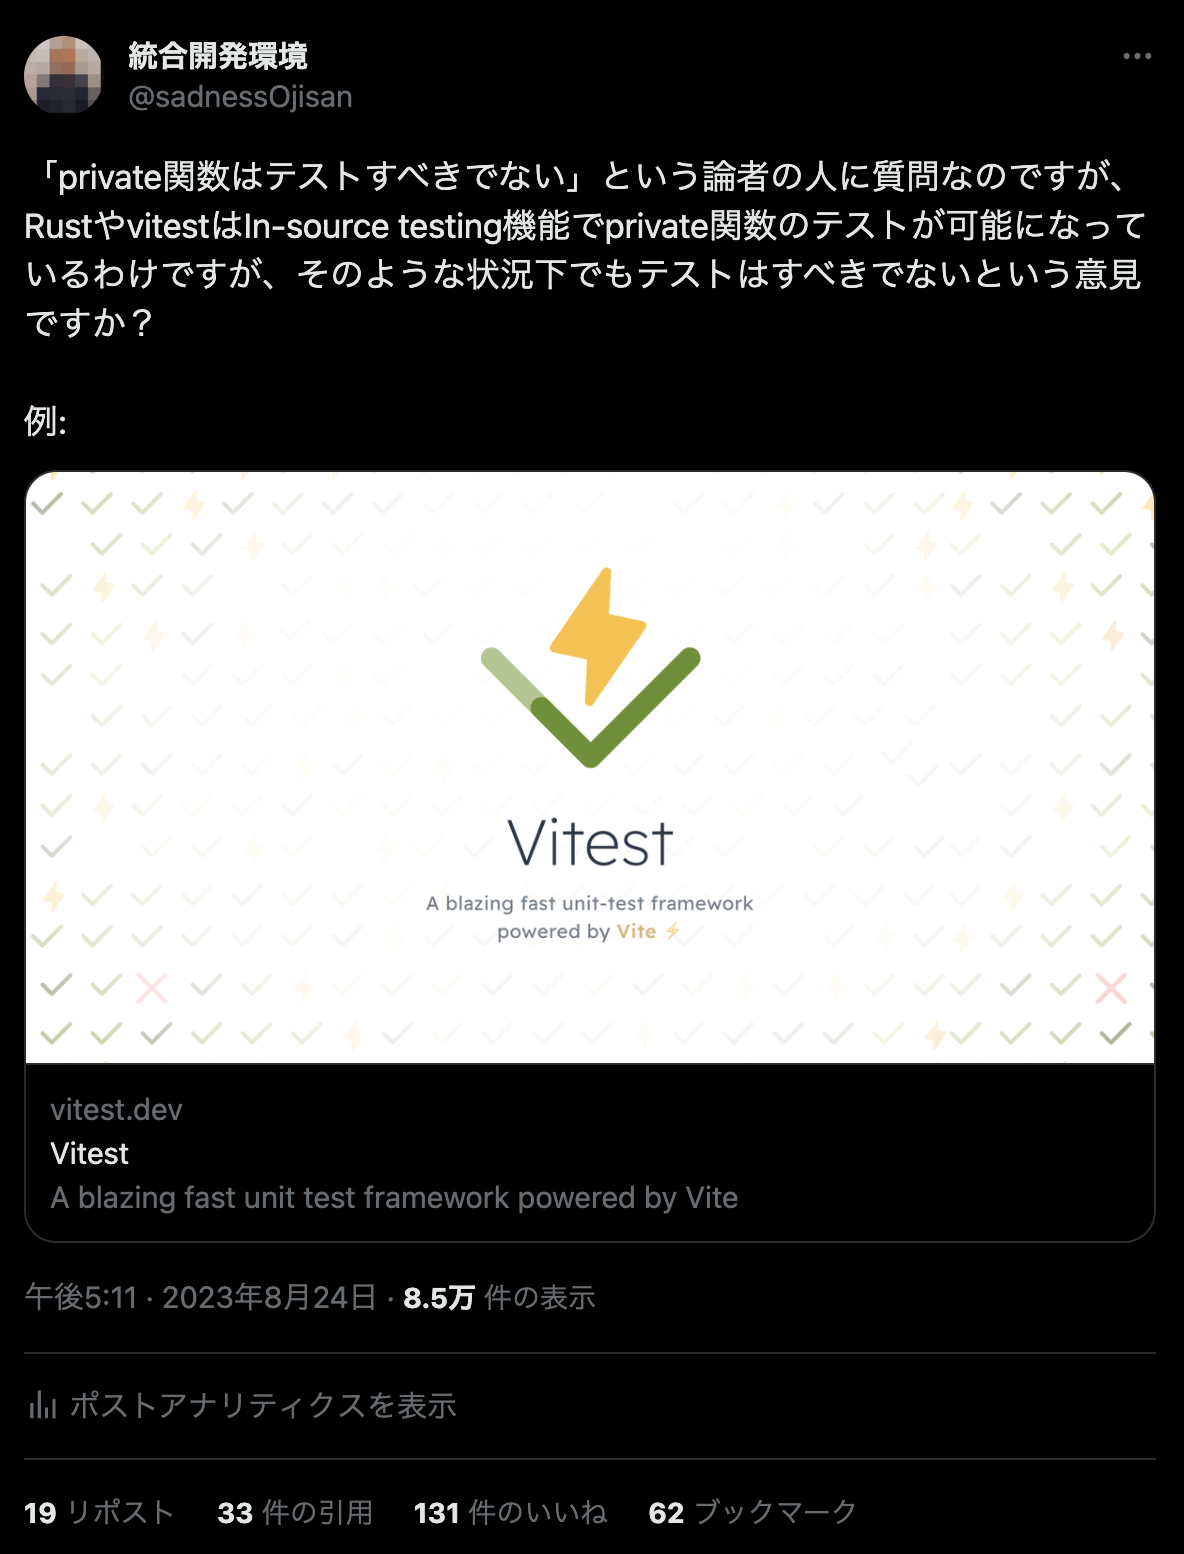 統合開発環境
@sadnessOjisan
「private関数はテストすべきでない」という論者の人に質問なのですが、
RustやvitestはIn-source testing機能でprivate関数のテストが可能になって
いるわけですが、そのような状況下でもテストはすべきでないという意見
ですか？
例:
Vitest
A blazing fast unit-test framework
powered by Vite
vitest.dev
Vitest
A blazing fast unit test framework powered by Vite
午後5:11 · 2023年8月24日 · 8.5万 件の表示
ポストアナリティクスを表示
19 リポスト 33 件の引用 131 件のいいね 62 ブックマーク